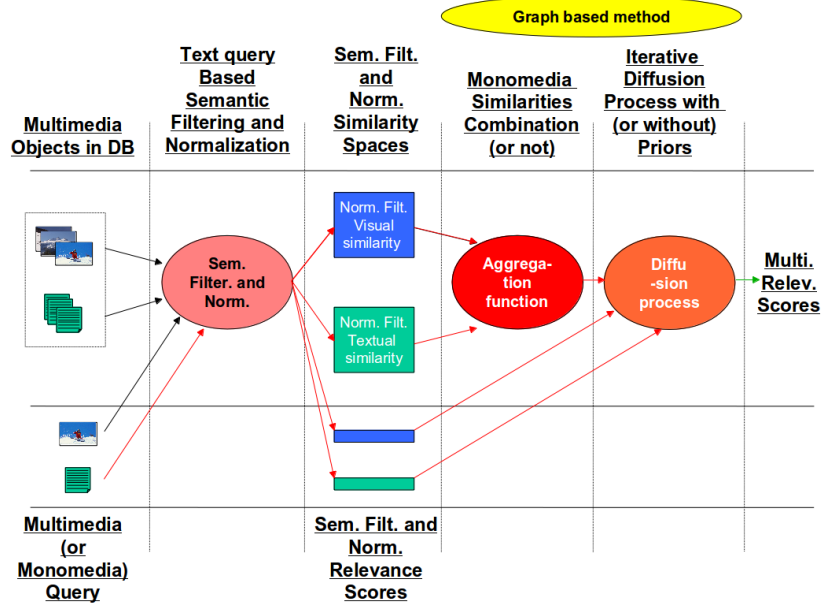 Graph based method
Multimedia
Objects in DB
Text query
Based
Semantic
Filtering and
Normalization
Sem. Filt.
and
Norm.
Similarity
Spaces
Monomedia
Similarities
Combination
(or not)
Iterative
Diffusion
Process with
(or without)
Priors
Sem.
Filter. and
Norm.
Norm. Filt.
Visual
similarity
Norm. Filt.
Textual
similarity
Aggrega-
tion
function
Diffu
-sion
process
Multi.
Relev.
Scores
Multimedia
(or
Monomedia)
Query
Sem. Filt. and
Norm.
Relevance
Scores